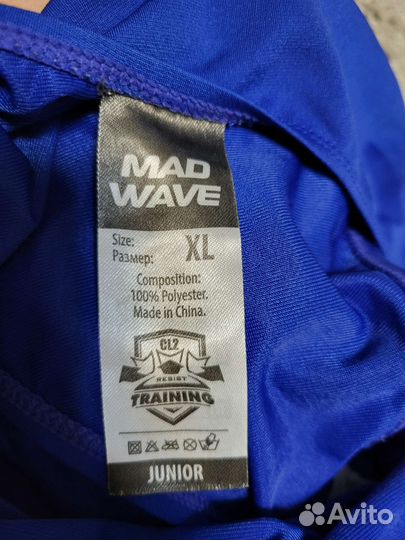 MAD
WAVE
Size:
Размер: XL
Composition:
100% Polyester.
Made in China.
CL2
RESIST
TRAINING
JUNIOR
Avito